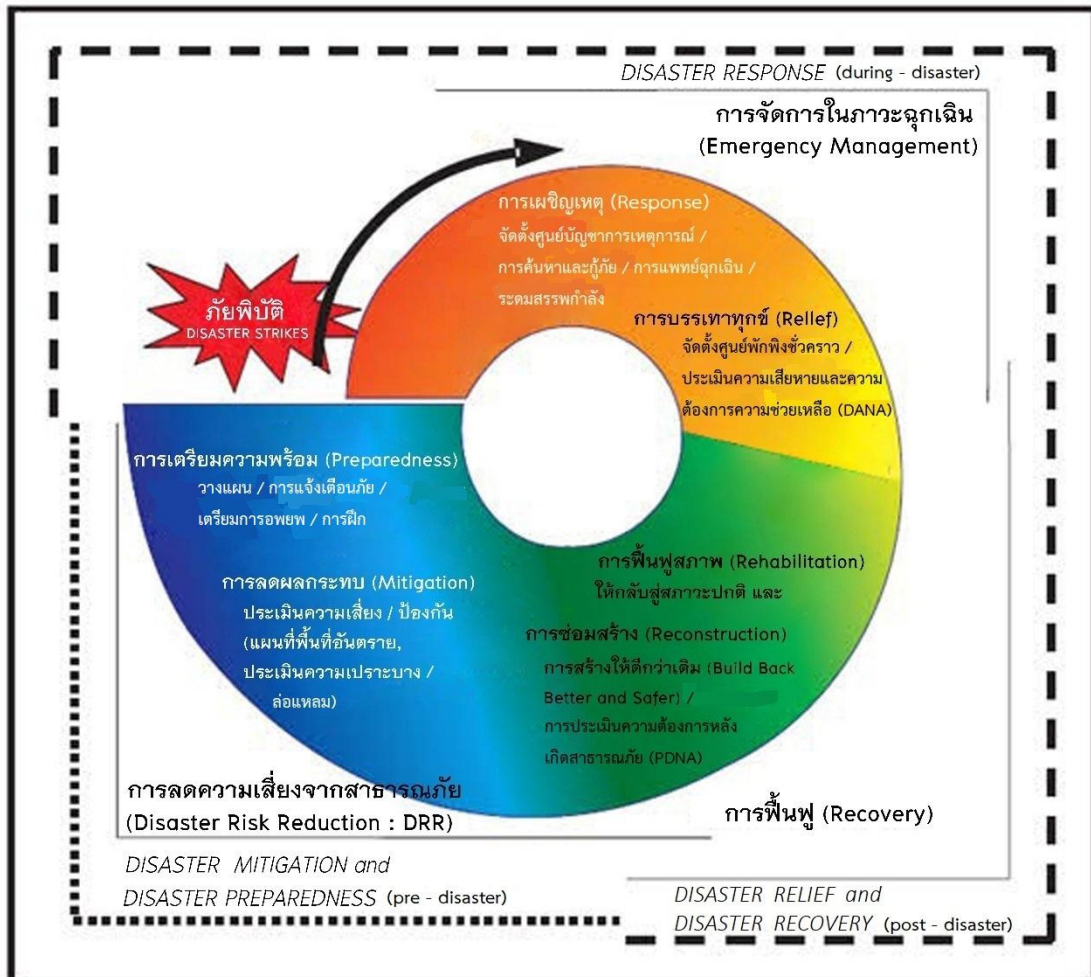 DISASTER RESPONSE (during - disaster)
การจัดการในภาวะฉุกเฉิน
(Emergency Management)
การเผชิญเหตุ (Response)
จัดตั้งศูนย์บัญชาการเหตุการณ์ /
การค้นหาและกู้ภัย / การแพทย์ฉุกเฉิน /
ระดมสรรพกำลัง
ภัยพิบัติ
DISASTER STRIKES
การบรรเทาทุกข์ (Rellef)
จัดตั้งศูนย์พักพิงชั่วคราว /
ประเมินความเสียหายและความ
ต้องการความช่วยเหลือ (DANA)
การเตรียมความพร้อม (Preparedness)
วางแผน / การแจ้งเตือนภัย /
เตรียมการอพยพ / การฝึก
การลดผลกระทบ (Mitigation)
ประเมินความเสี่ยง / ป้องกัน
(แผนที่พื้นที่อันตราย,
ประเมินความเปราะบาง /
ล่อแหลม)
การฟื้นฟูสภาพ (Rehabilitation)
ให้กลับสู่สภาวะปกติ และ
การซ่อมสร้าง (Reconstruction)
การสร้างให้ดีกว่าเดิม (Build Back
Better and Safer) /
การประเมินความต้องการหลัง
เกิดสาธารณภัย (PDNA)
การลดความเสี่ยงจากสาธารณภัย
(Disaster Risk Reduction : DRR)
การฟื้นฟู (Recovery)
DISASTER MITIGATION and
DISASTER PREPAREDNESS (pre - disaster)
DISASTER RELIEF and
DISASTER RECOVERY (post - disaster)